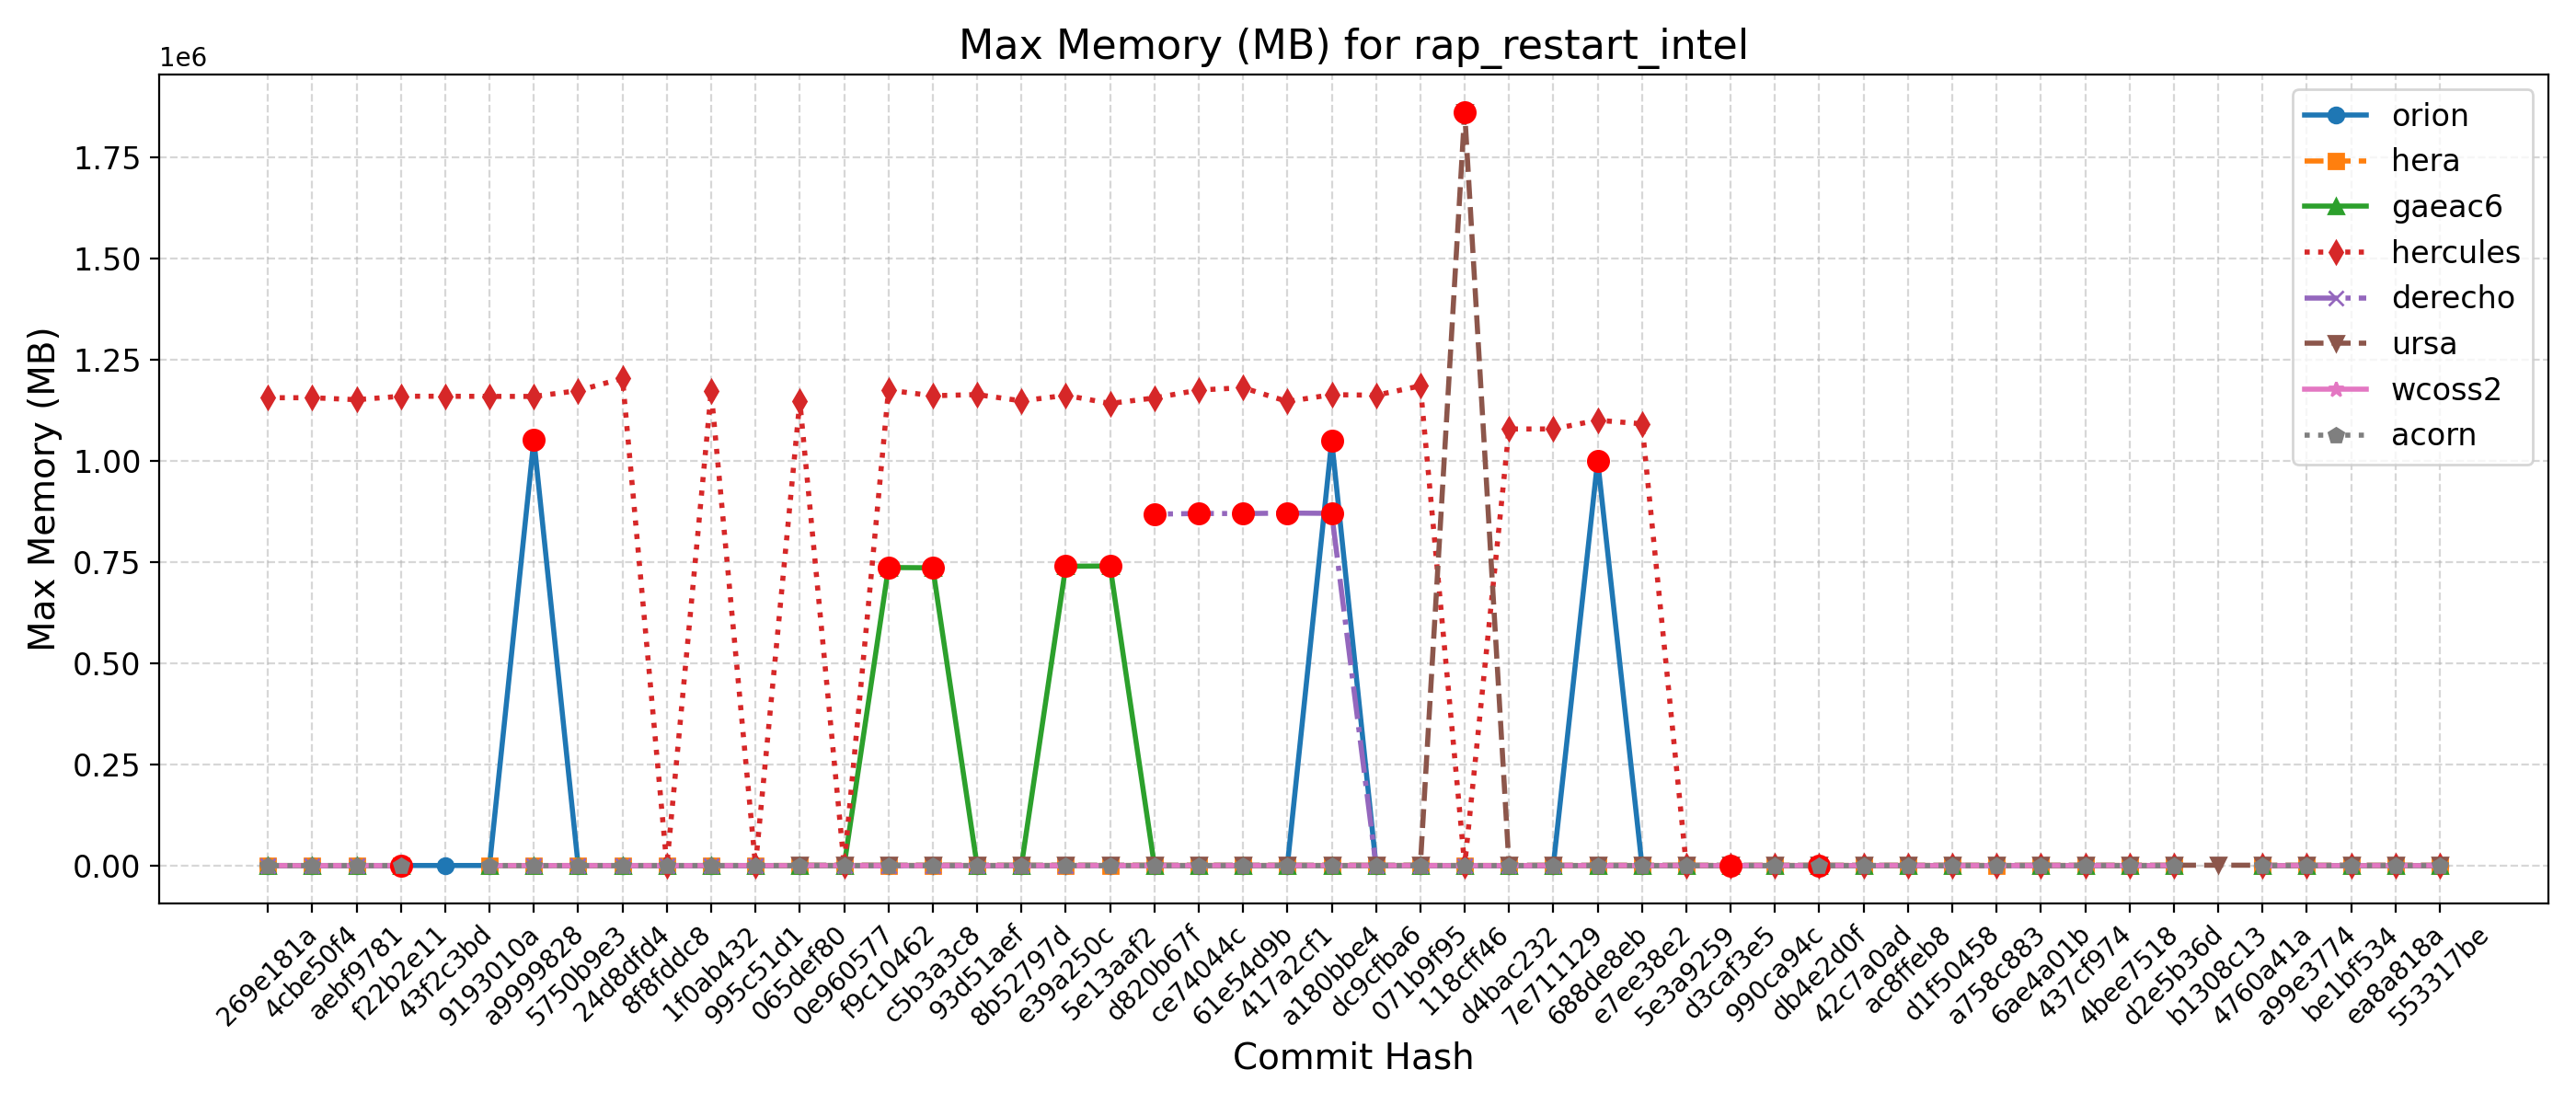 Max Memory (MB) for rap_restart_intel
1e6
1.75
1.50
1.25
1.00
0.75
0.50
0.25
0.00
Max Memory (MB)
orion
hera
gaeac6
hercules
derecho
ursa
wcoss2
acorn
269e181a
4cbe50f4
aebf9781
f22b2e11
43f2c3bd
9193010a
a9999828
5750b9e3
24d8dfd4
8f8fddc8
1f0ab432
995c51d1
065def80
0e960577
f9c10462
c5b3a3c8
93d51aef
8b52797d
e39a250c
5e13aaf2
d820b67f
ce74044c
61e54d9b
417a2cf1
a180bbe4
dc9cfba6
071b9f95
118cff46
d4bac232
7e711129
688de8eb
e7ee38e2
5e3a9259
d3caf3e5
990ca94c
db4e2d0f
42c7a0ad
ac8ffeb8
d1f50458
a758c883
6ae4a01b
437cf974
4bee7518
d2e5b36d
b1308c13
4760a41a
a99e3774
be1bf534
ea8a818a
553317be
Commit Hash